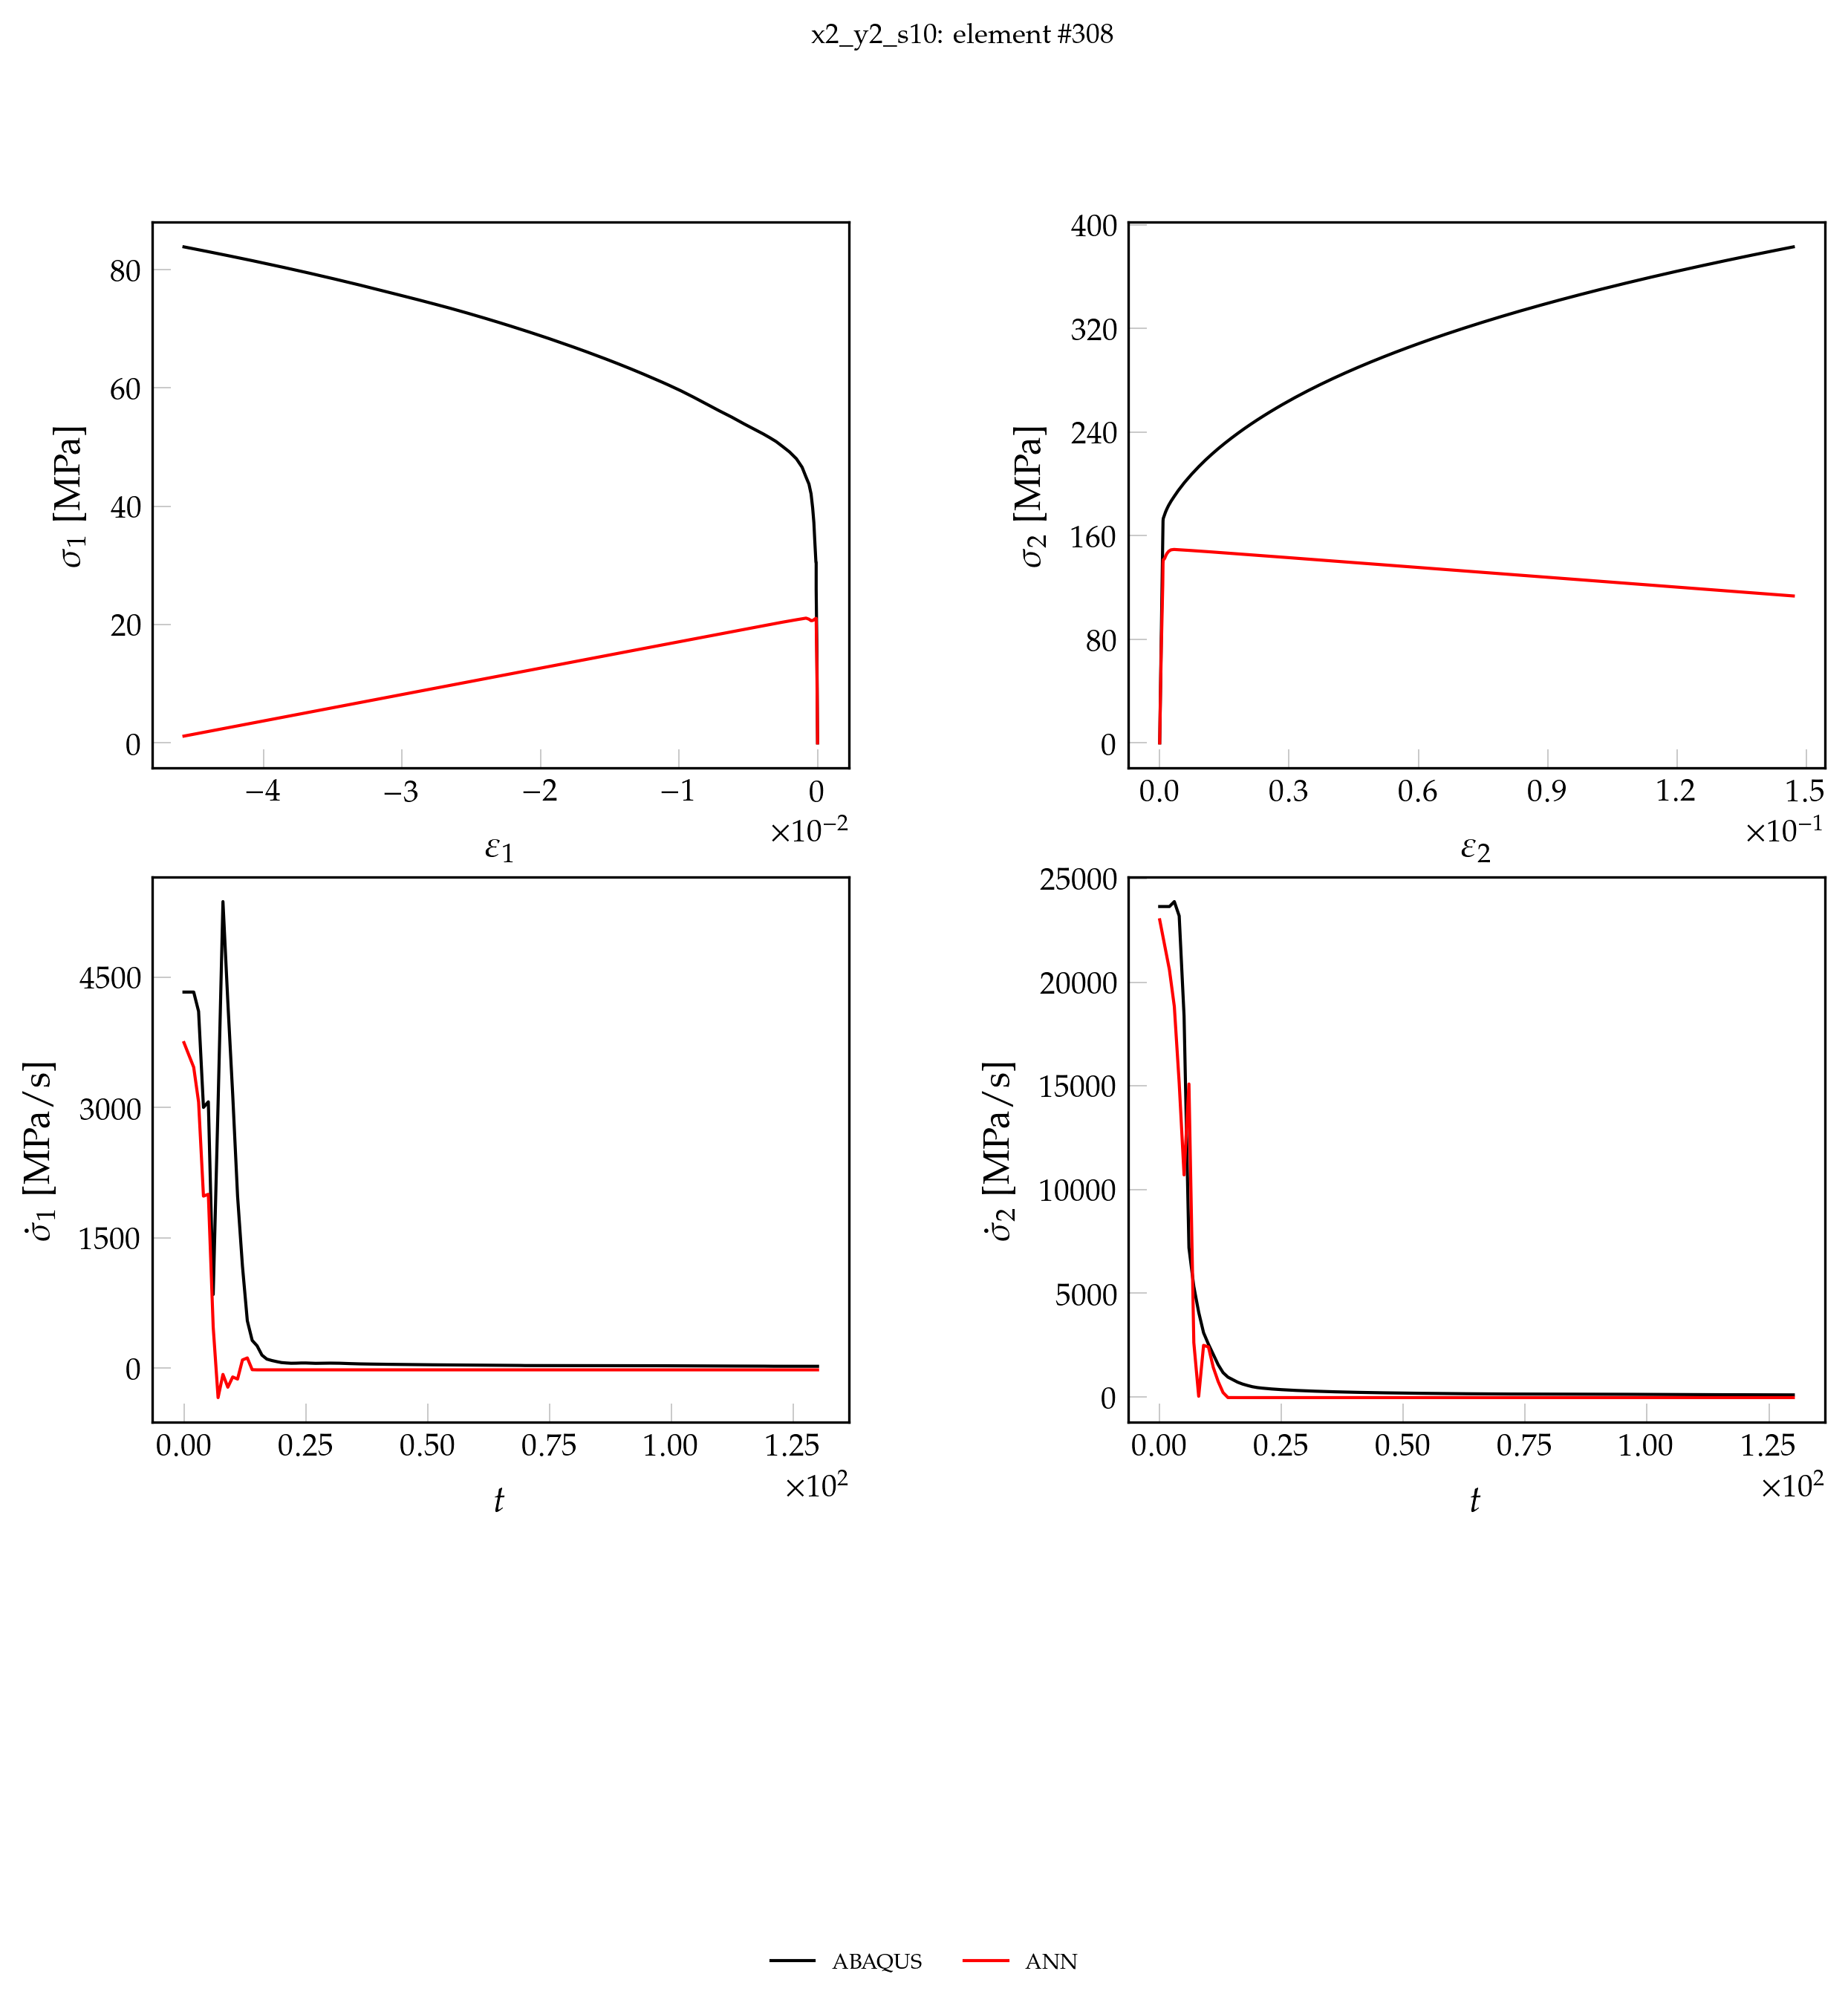 x2_y2_s10: element #308
σ1 [MPa]
80
60
40
20
0
−4 −3 −2 −1 0
×10−2
ε1
σ2 [MPa]
400
320
240
160
80
0
0.0 0.3 0.6 0.9 1.2 1.5
×10−1
ε2
σ̇1 [MPa/s]
4500
3000
1500
0
0.00 0.25 0.50 0.75 1.00 1.25
×102
t
σ̇2 [MPa/s]
25000
20000
15000
10000
5000
0
0.00 0.25 0.50 0.75 1.00 1.25
×102
t
ABAQUS ANN